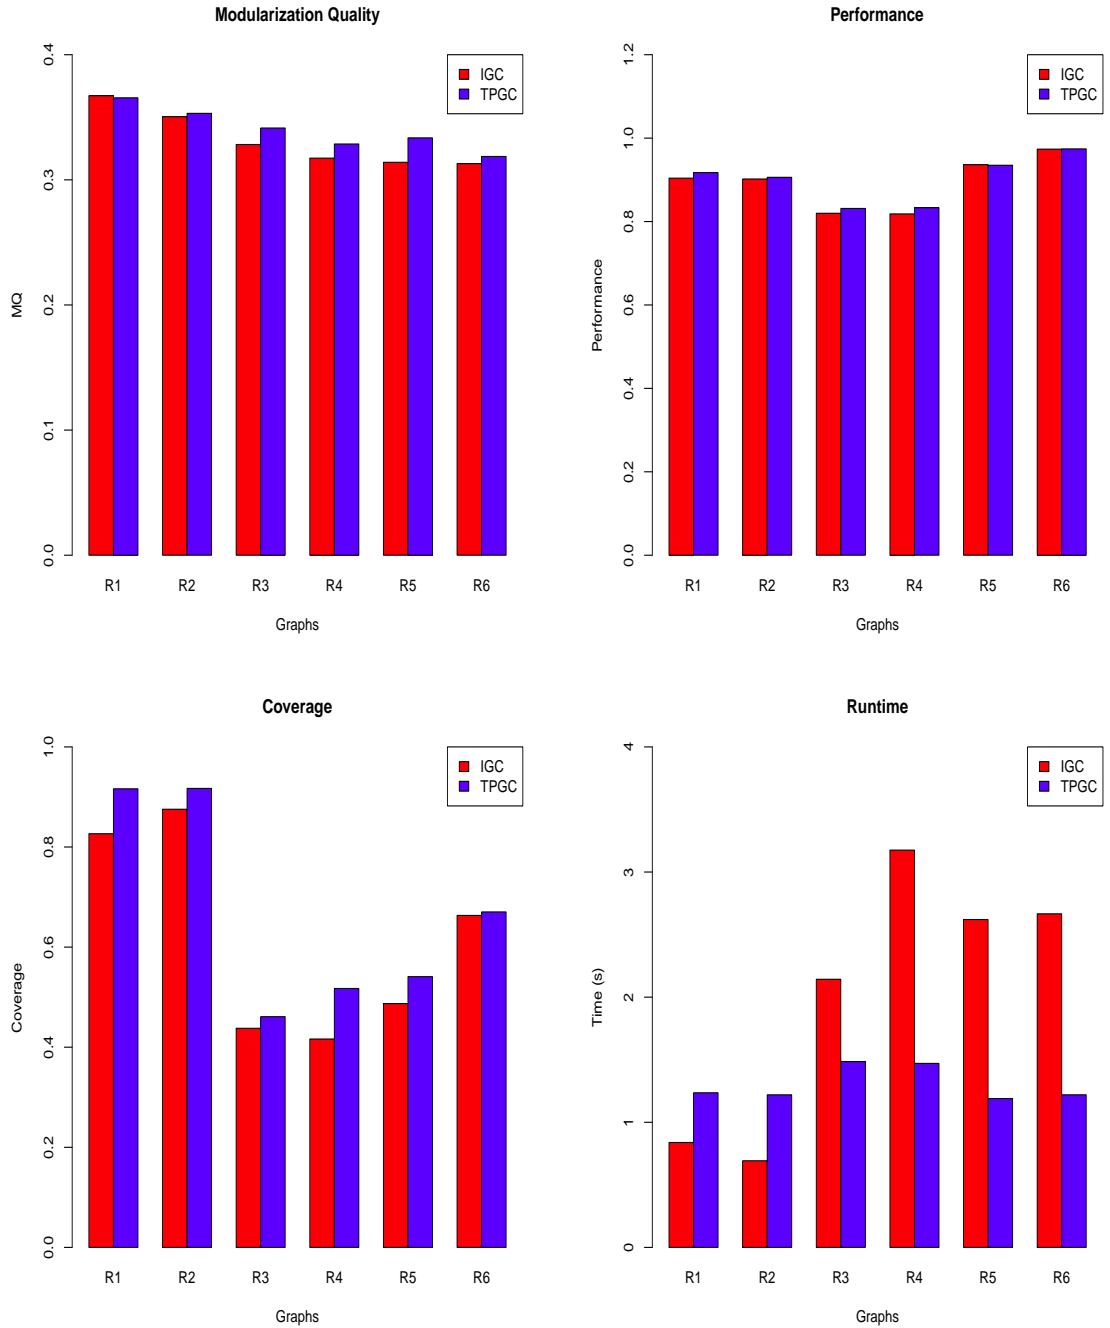 Modularization Quality
IGC
TPGC
MQ
0.0
0.1
0.2
0.3
0.4
R1 R2 R3 R4 R5 R6
Graphs
Performance
IGC
TPGC
Performance
0.0
0.2
0.4
0.6
0.8
1.0
1.2
R1 R2 R3 R4 R5 R6
Graphs
Coverage
IGC
TPGC
Coverage
0.0
0.2
0.4
0.6
0.8
1.0
R1 R2 R3 R4 R5 R6
Graphs
Runtime
IGC
TPGC
Time (s)
0
1
2
3
4
R1 R2 R3 R4 R5 R6
Graphs